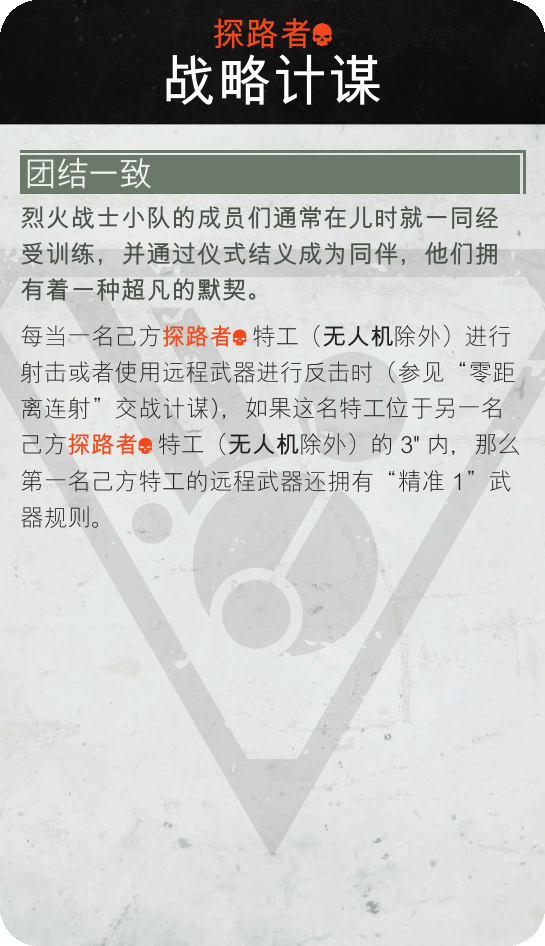 探路者
战略计谋
团结一致
烈火战士小队的成员们通常在儿时就一同经
受训练，并通过仪式结义成为同伴，他们拥
有着一种超凡的默契。
每当一名己方探路者特工（无人机除外）进行
射击或者使用远程武器进行反击时（参见“零距
离连射”交战计谋），如果这名特工位于另一名
己方探路者特工（无人机除外）的 3" 内，那么
第一名己方特工的远程武器还拥有“精准 1”武
器规则。